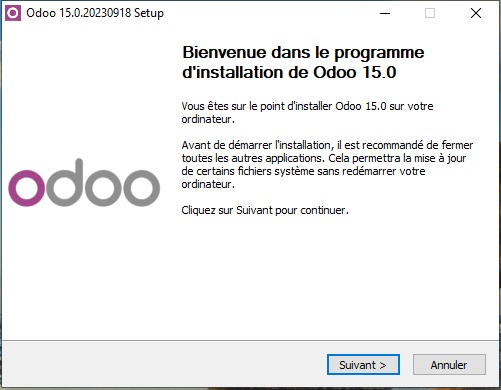 Odoo 15.0.20230918 Setup
Bienvenue dans le programme
d'installation de Odoo 15.0
Vous êtes sur le point d'installer Odoo 15.0 sur votre
ordinateur.
Avant de démarrer l'installation, il est recommandé de fermer
toutes les autres applications. Cela permettra la mise à jour
de certains fichiers système sans redémarrer votre
ordinateur.
odoo
Cliquez sur Suivant pour continuer.
Suivant >
Annuler